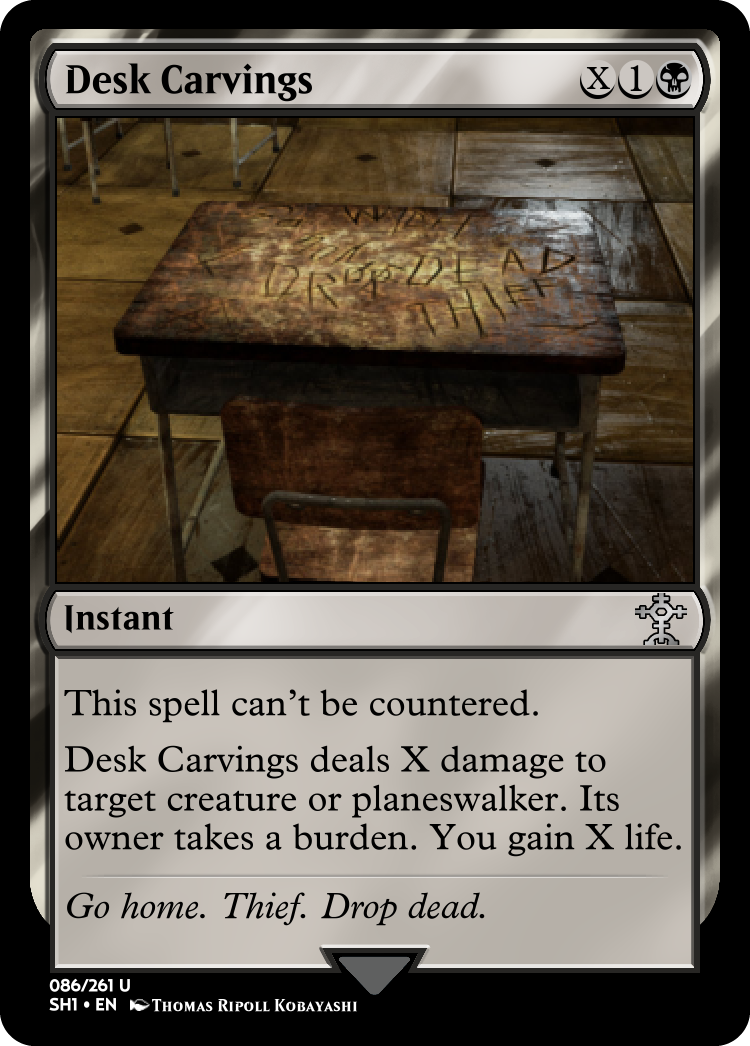 Desk Carvings X1
DROP DEAD
THIEF
Instant
This spell can't be countered.
Desk Carvings deals X damage to
target creature or planeswalker. Its
owner takes a burden. You gain X life.
Go home. Thief. Drop dead.
086/261 U
SH1 • EN THOMAS RIPOLL KOBAYASHI